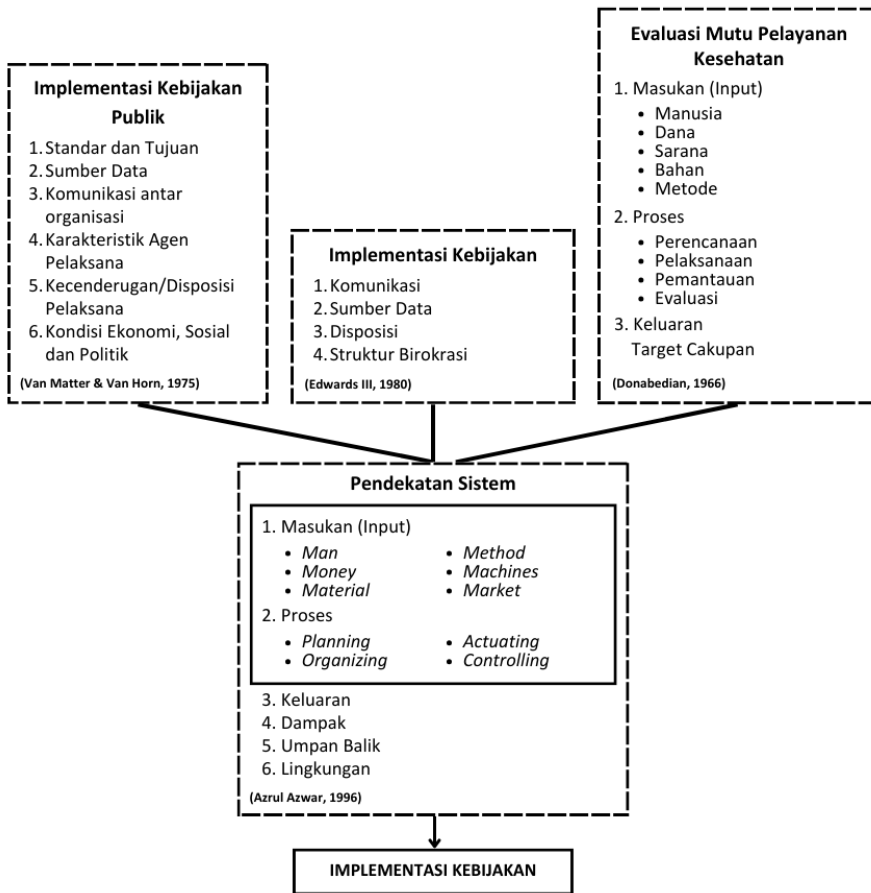 Implementasi Kebijakan
Publik
1. Standar dan Tujuan
2. Sumber Data
3. Komunikasi antar
organisasi
4. Karakteristik Agen
Pelaksana
5. Kecenderugan/Disposisi
Pelaksana
6. Kondisi Ekonomi, Sosial
dan Politik
(Van Matter & Van Horn, 1975)
Implementasi Kebijakan
1. Komunikasi
2. Sumber Data
3. Disposisi
4. Struktur Birokrasi
(Edwards III, 1980)
Evaluasi Mutu Pelayanan
Kesehatan
1. Masukan (Input)
• Manusia
• Dana
• Sarana
• Bahan
• Metode
2. Proses
• Perencanaan
• Pelaksanaan
• Pemantauan
• Evaluasi
3. Keluaran
Target Cakupan
(Donabedian, 1966)
Pendekatan Sistem
1. Masukan (Input)
• Man • Method
• Money • Machines
• Material • Market
2. Proses
• Planning • Actuating
• Organizing • Controlling
3. Keluaran
4. Dampak
5. Umpan Balik
6. Lingkungan
(Azrul Azwar, 1996)
IMPLEMENTASI KEBIJAKAN